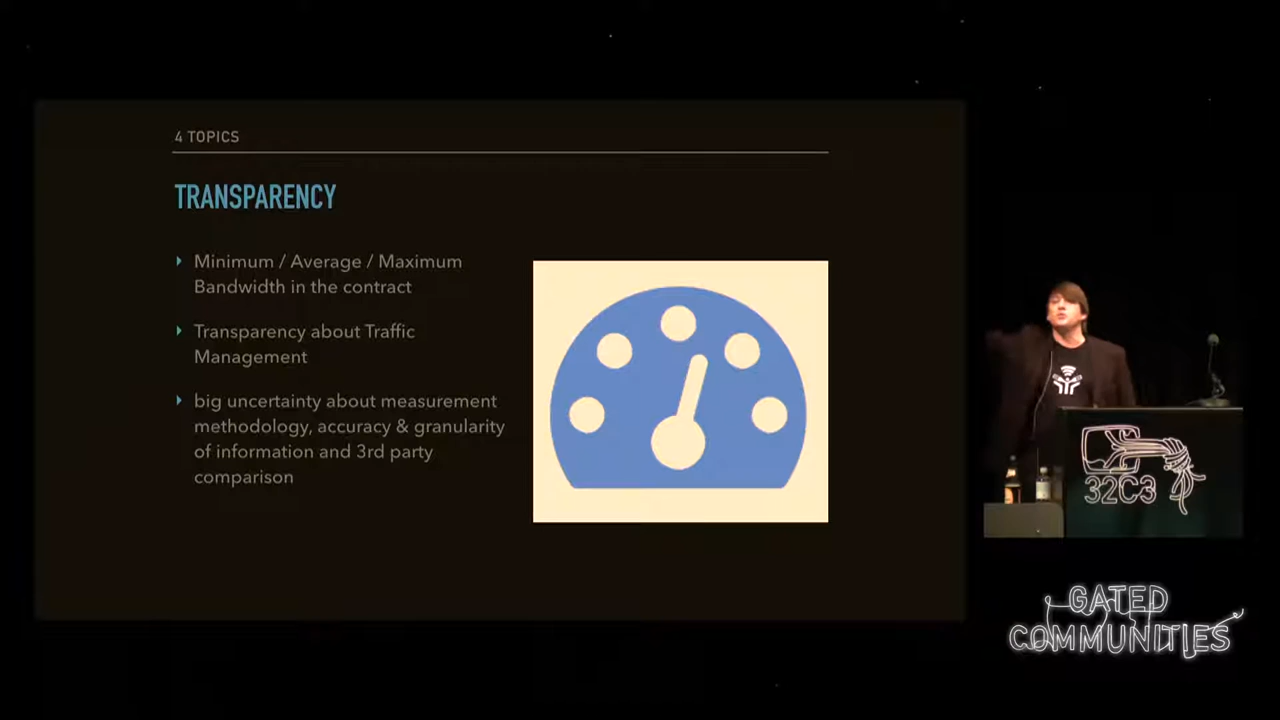 4 TOPICS
TRANSPARENCY
Minimum / Average / Maximum
Bandwidth in the contract
Transparency about Traffic
Management
big uncertainty about measurement
methodology, accuracy & granularity
of information and 3rd party
comparison
32C3
GATED
COMMUNITIES